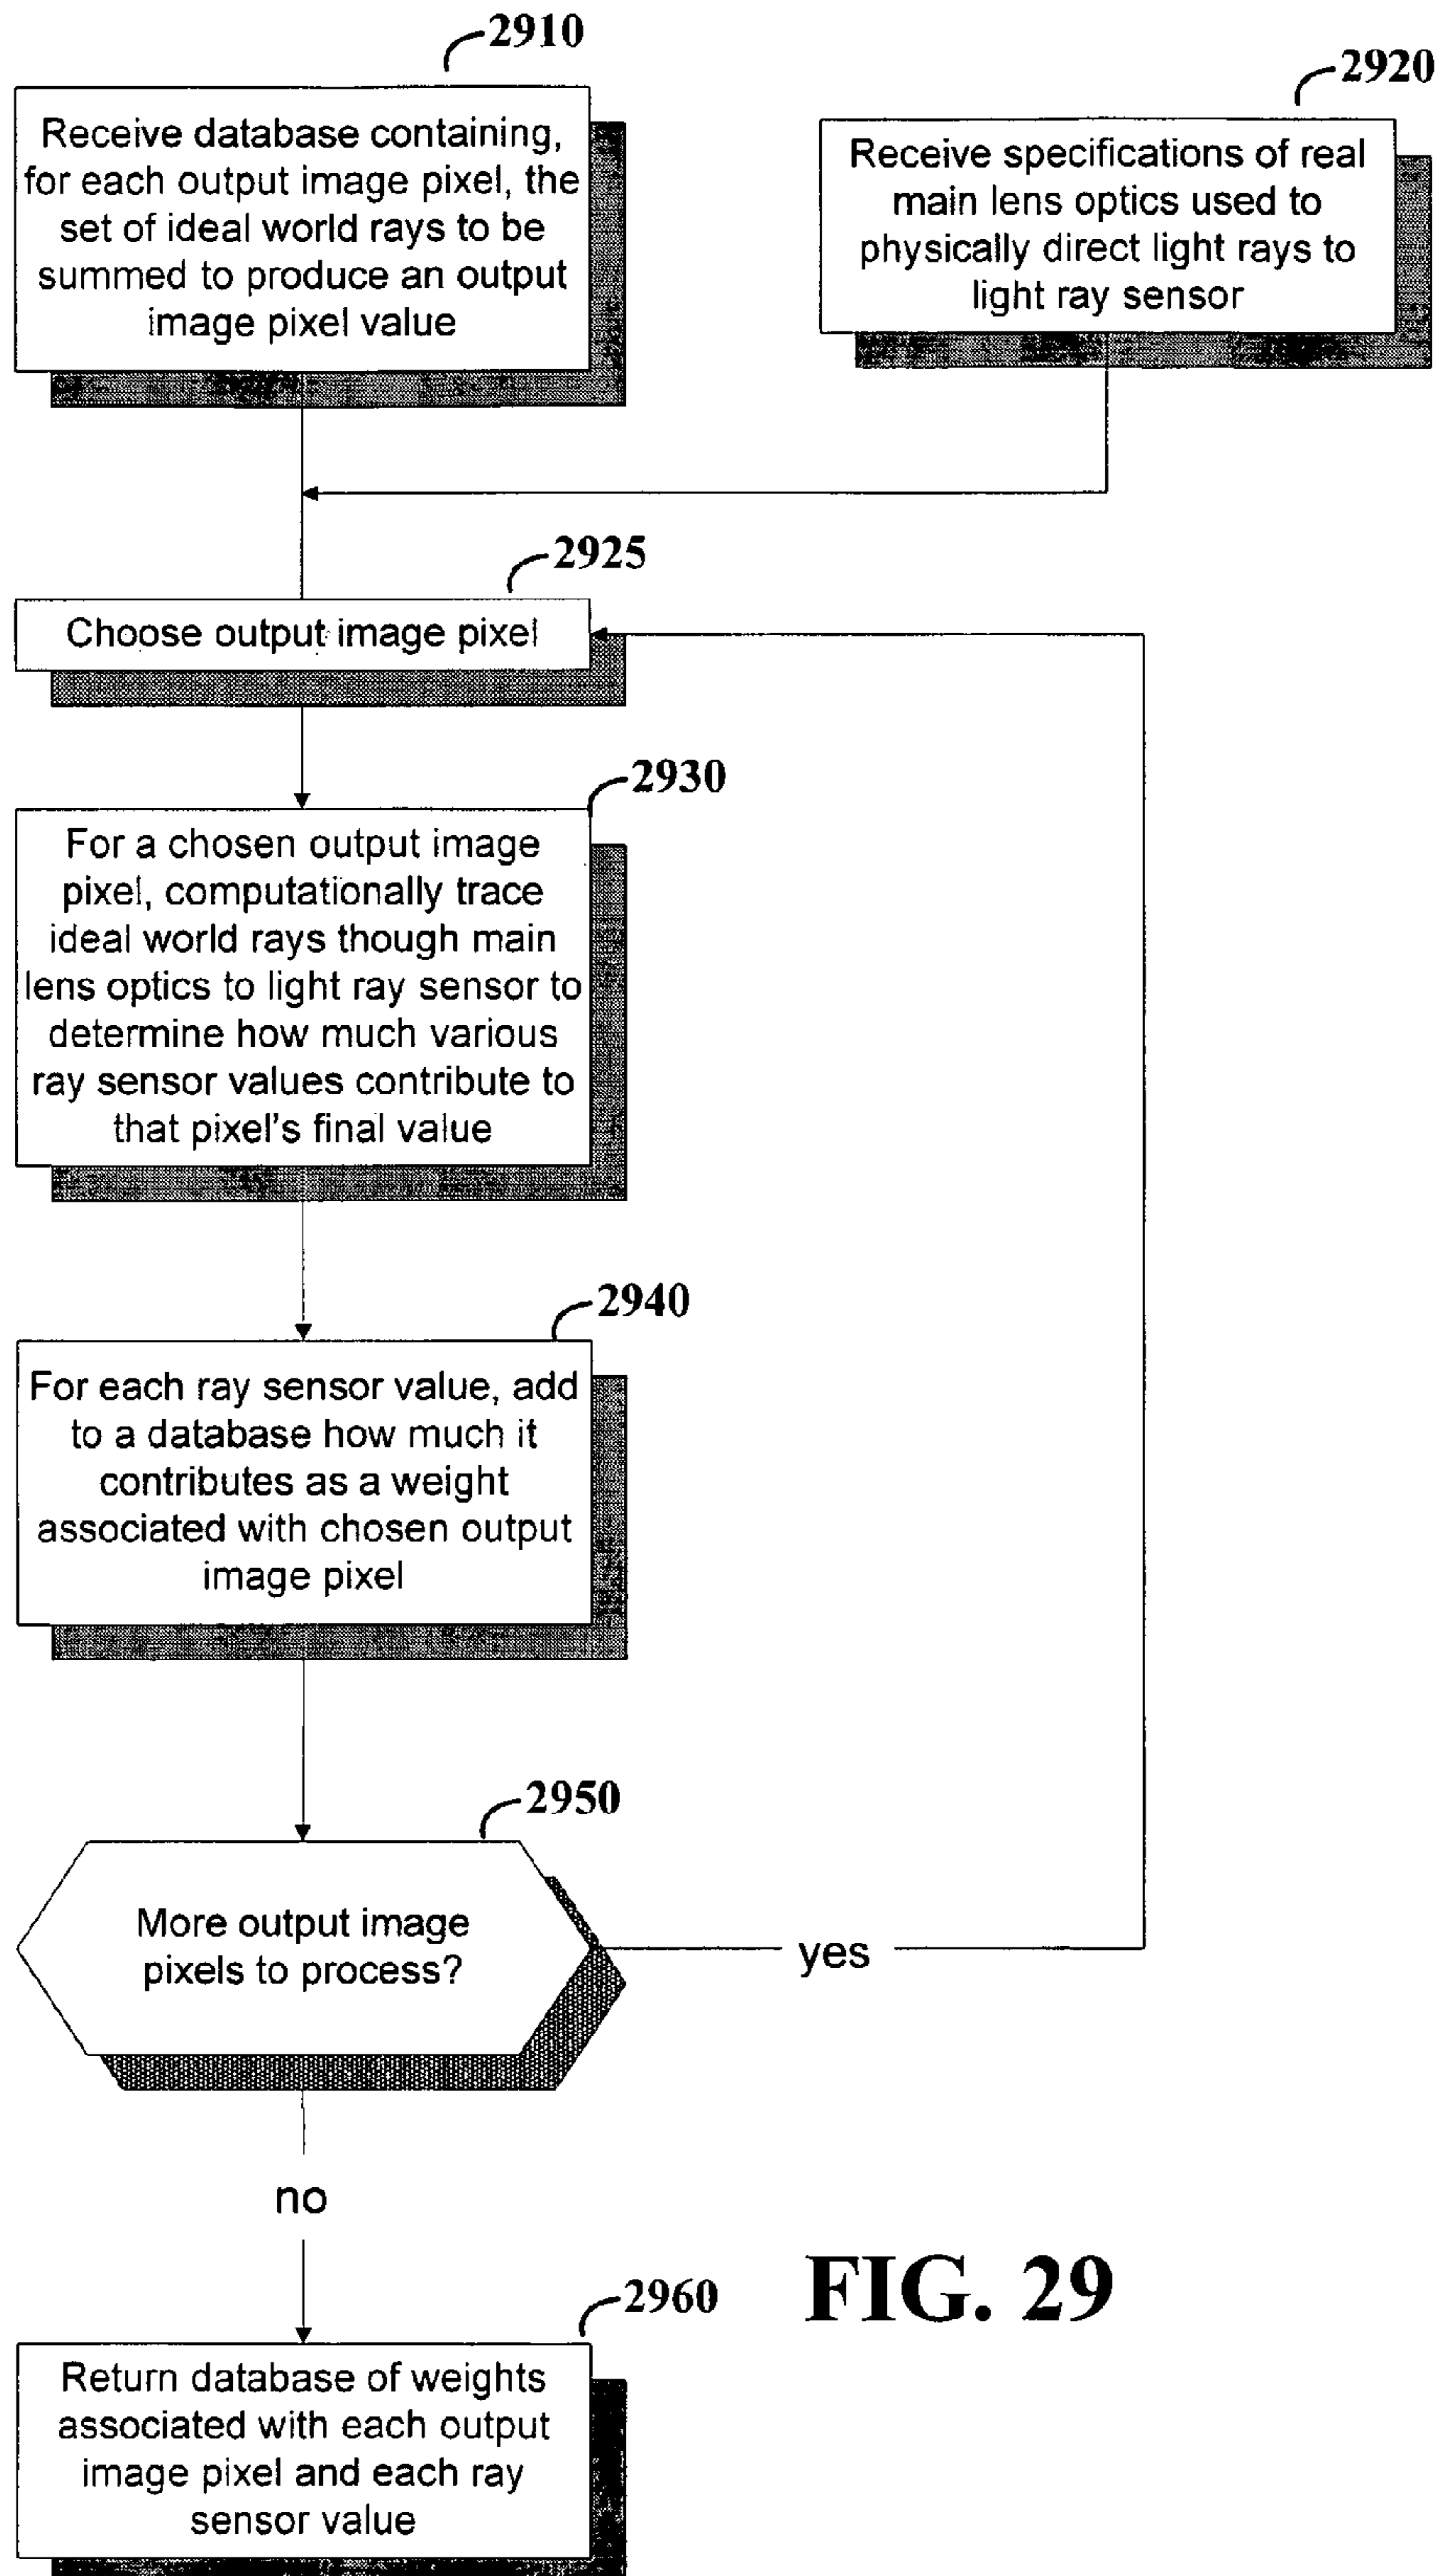 2910
Receive database containing,
for each output image pixel, the
set of ideal world rays to be
summed to produce an output
image pixel value
2920
Receive specifications of real
main lens optics used to
physically direct light rays to
light ray sensor
2925
Choose output image pixel
2930
For a chosen output image
pixel, computationally trace
ideal world rays though main
lens optics to light ray sensor to
determine how much various
ray sensor values contribute to
that pixel's final value
2940
For each ray sensor value, add
to a database how much it
contributes as a weight
associated with chosen output
image pixel
2950
More output image
pixels to process?
yes
no
FIG. 29
2960
Return database of weights
associated with each output
image pixel and each ray
sensor value